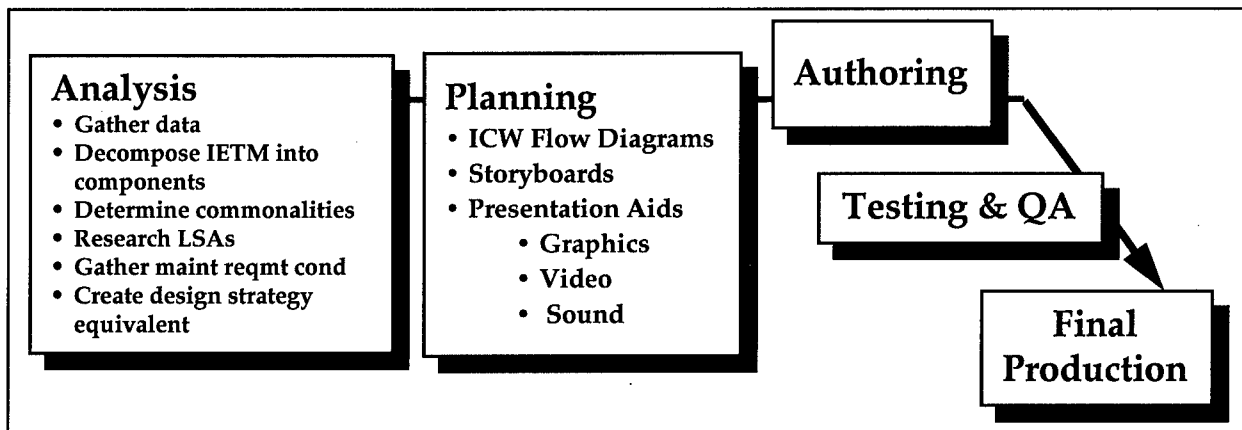 Analysis
• Gather data
• Decompose IETM into
components
• Determine commonalities
• Research LSAs
• Gather maint reqmt cond
• Create design strategy
equivalent
Planning
• ICW Flow Diagrams
• Storyboards
• Presentation Aids
• Graphics
• Video
• Sound
Authoring
Testing & QA
Final
Production